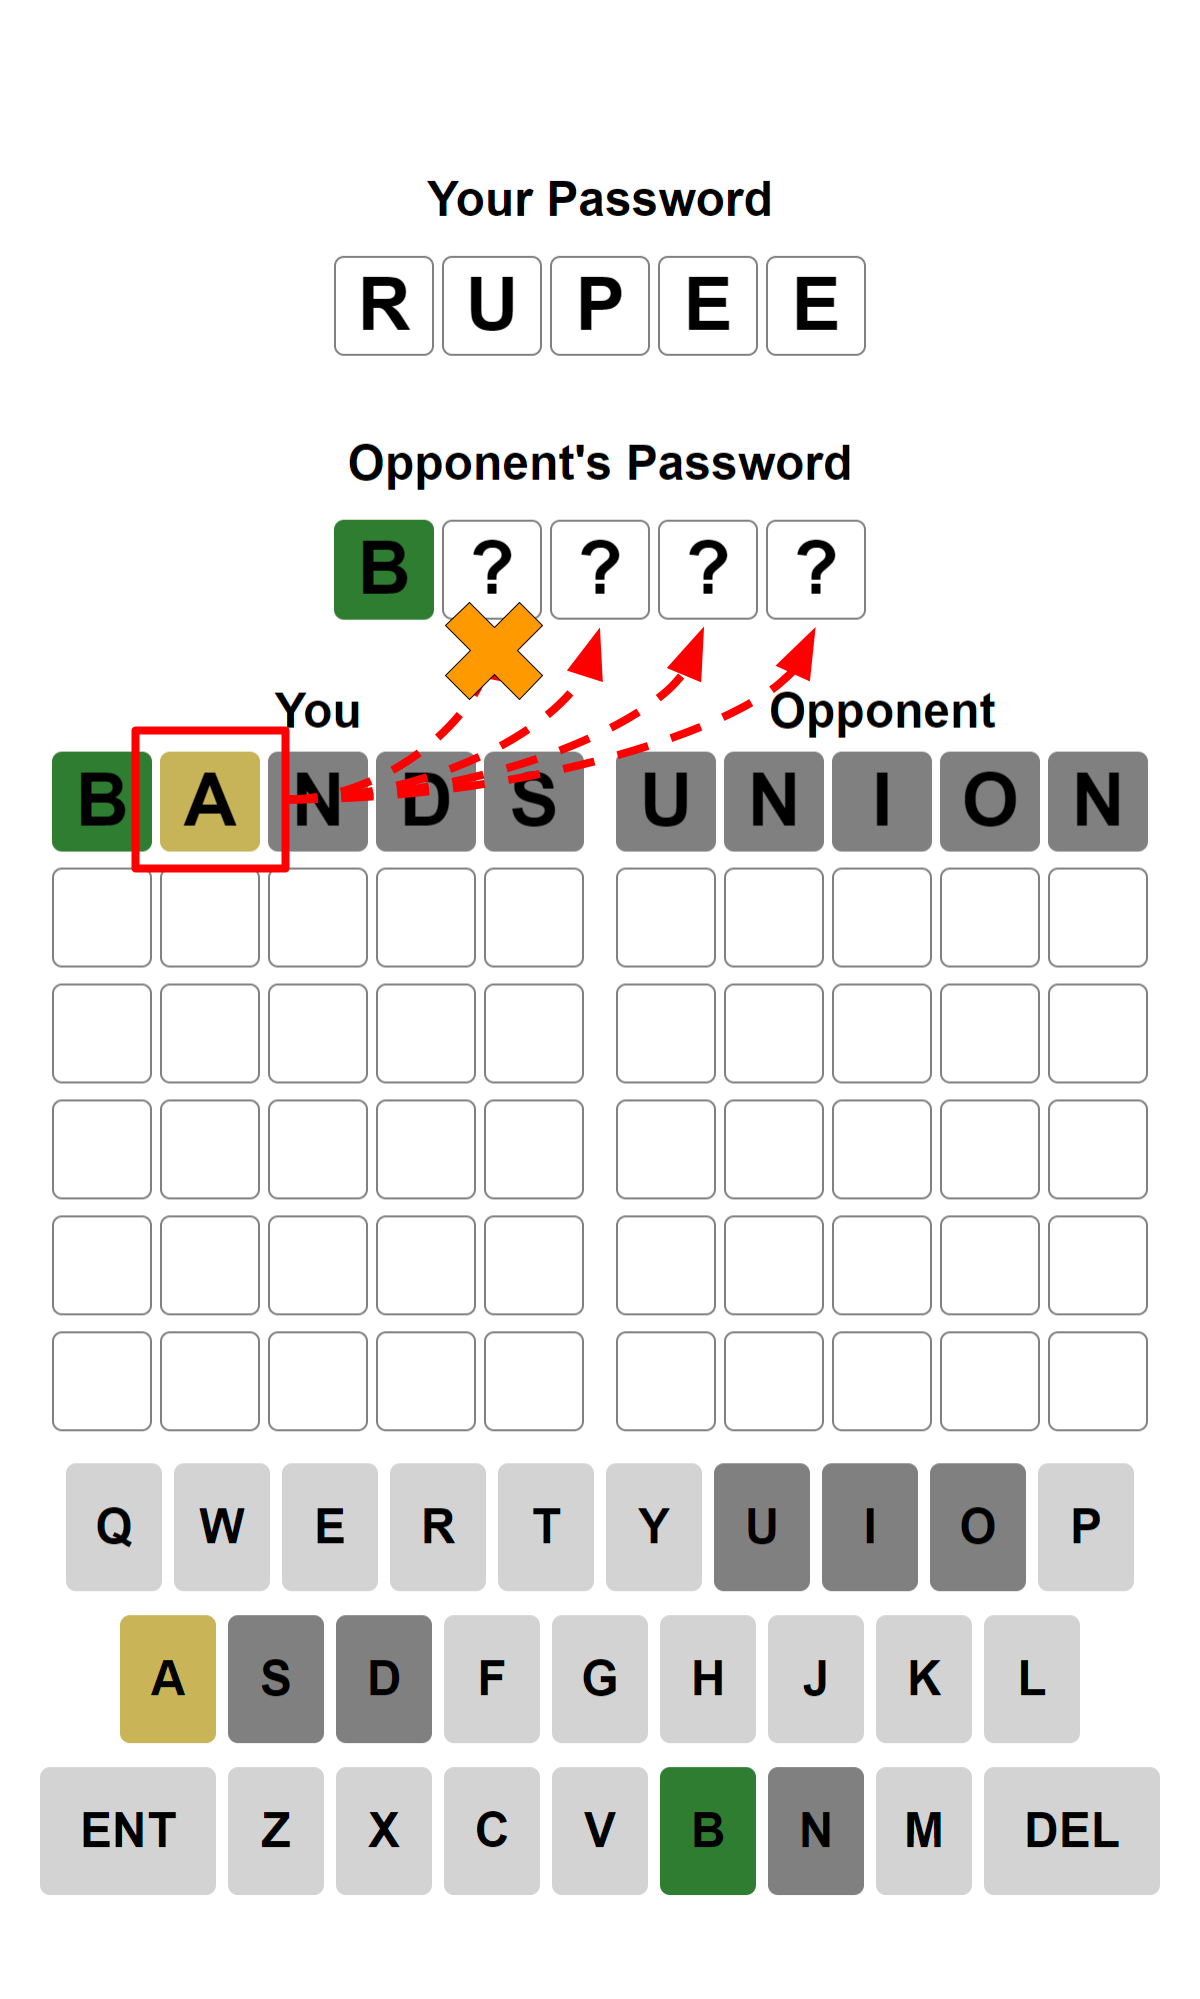 Your Password
R U P E E
Opponent's Password
B ? ? ? ?
You Opponent
B A N D S U N I O N
Q W E R T Y U I O P
A S D F G H J K L
ENT Z X C V B N M DEL